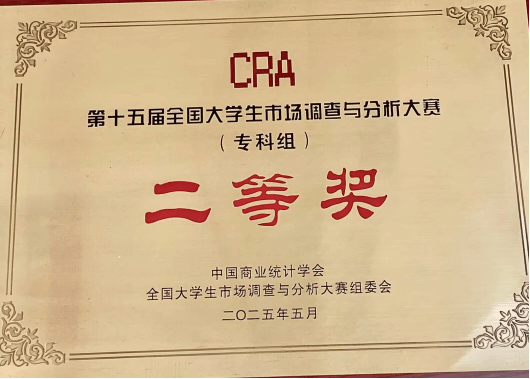 CRA
第十五届全国大学生市场调查与分析大赛
（专科组）
二等奖
中国商业统计学会
全国大学生市场调查与分析大赛组委会
二〇二五年五月